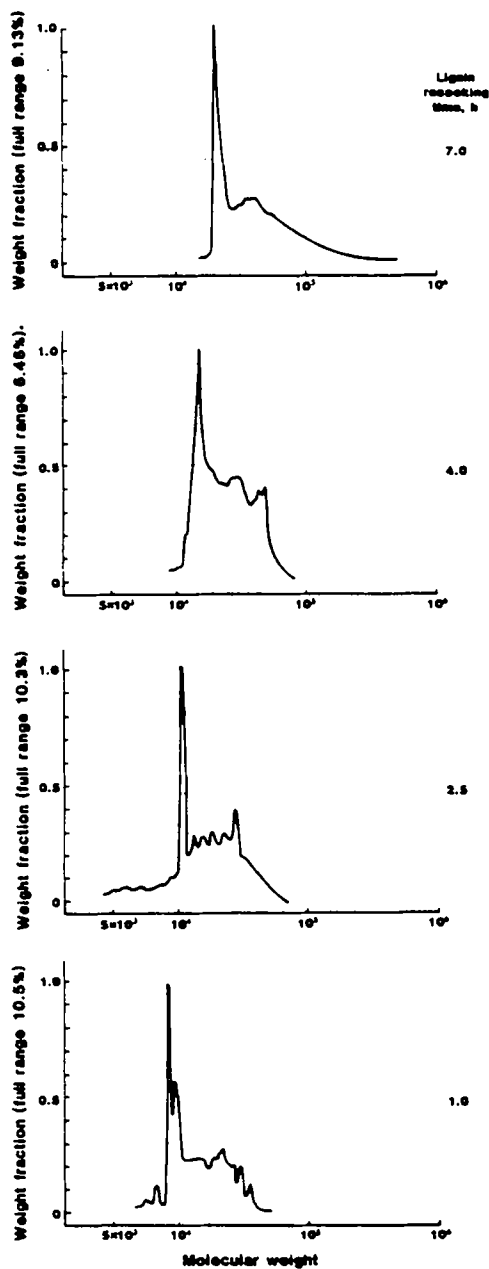 Weight fraction (full range 9.13%)
1.0
0.5
0
5×10³ 10⁴ 10⁵ 10⁶
Lignin
time, h
7.0
Weight fraction (full range 6.46%).
1.0
0.5
0
5×10³ 10⁴ 10⁵ 10⁶
4.0
Weight fraction (full range 10.3%)
1.0
0.5
0
5×10³ 10⁴ 10⁵ 10⁶
2.5
Weight fraction (full range 10.5%)
1.0
0.5
0
5×10³ 10⁴ 10⁵ 10⁶
1.0
Molecular weight